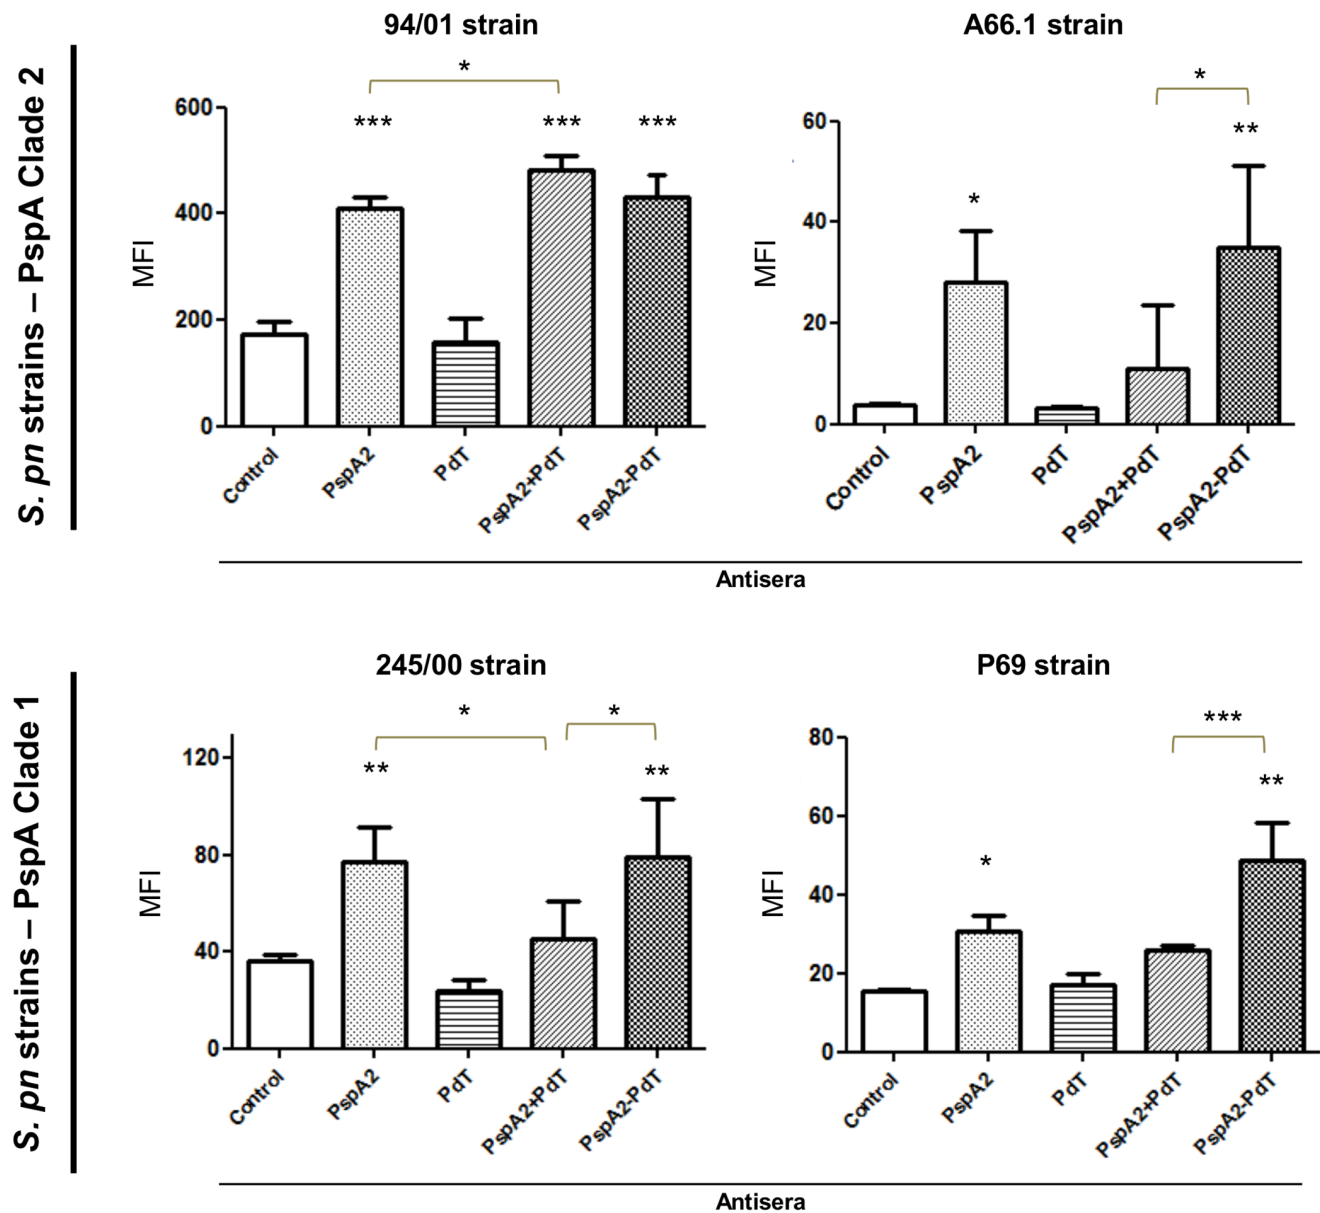 S. pn strains – PspA Clade 2
94/01 strain
*
***
***
***
MFI
600
400
200
0
Control
PspA2
PdT
PspA2+PdT
PspA2-PdT
A66.1 strain
*
**
*
MFI
60
40
20
0
Control
PspA2
PdT
PspA2+PdT
PspA2-PdT
Antisera
S. pn strains – PspA Clade 1
245/00 strain
*
*
**
**
MFI
120
80
40
0
Control
PspA2
PdT
PspA2+PdT
PspA2-PdT
P69 strain
***
**
*
MFI
80
60
40
20
0
Control
PspA2
PdT
PspA2+PdT
PspA2-PdT
Antisera